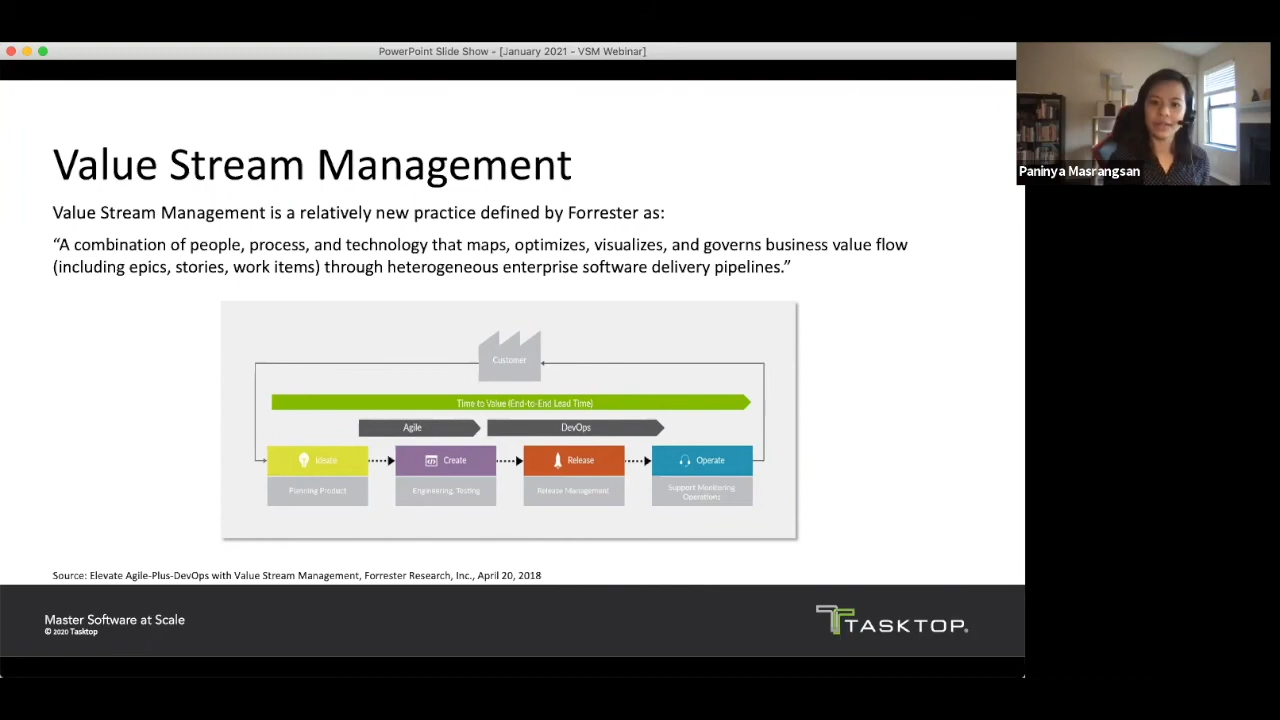 PowerPoint Slide Show - [January 2021 - VSM Webinar]
Paninya Masrangsan
Value Stream Management
Value Stream Management is a relatively new practice defined by Forrester as:
“A combination of people, process, and technology that maps, optimizes, visualizes, and governs business value flow
(including epics, stories, work items) through heterogeneous enterprise software delivery pipelines.”
Customer
Time to Value (End-to-End Lead Time)
Agile
DevOps
Ideate
Create
Release
Operate
Planning Product
Engineering, Testing
Release Management
Support Monitoring
Operations
Source: Elevate Agile-Plus-DevOps with Value Stream Management, Forrester Research, Inc., April 20, 2018
Master Software at Scale
© 2020 Tasktop
TASKTOP®